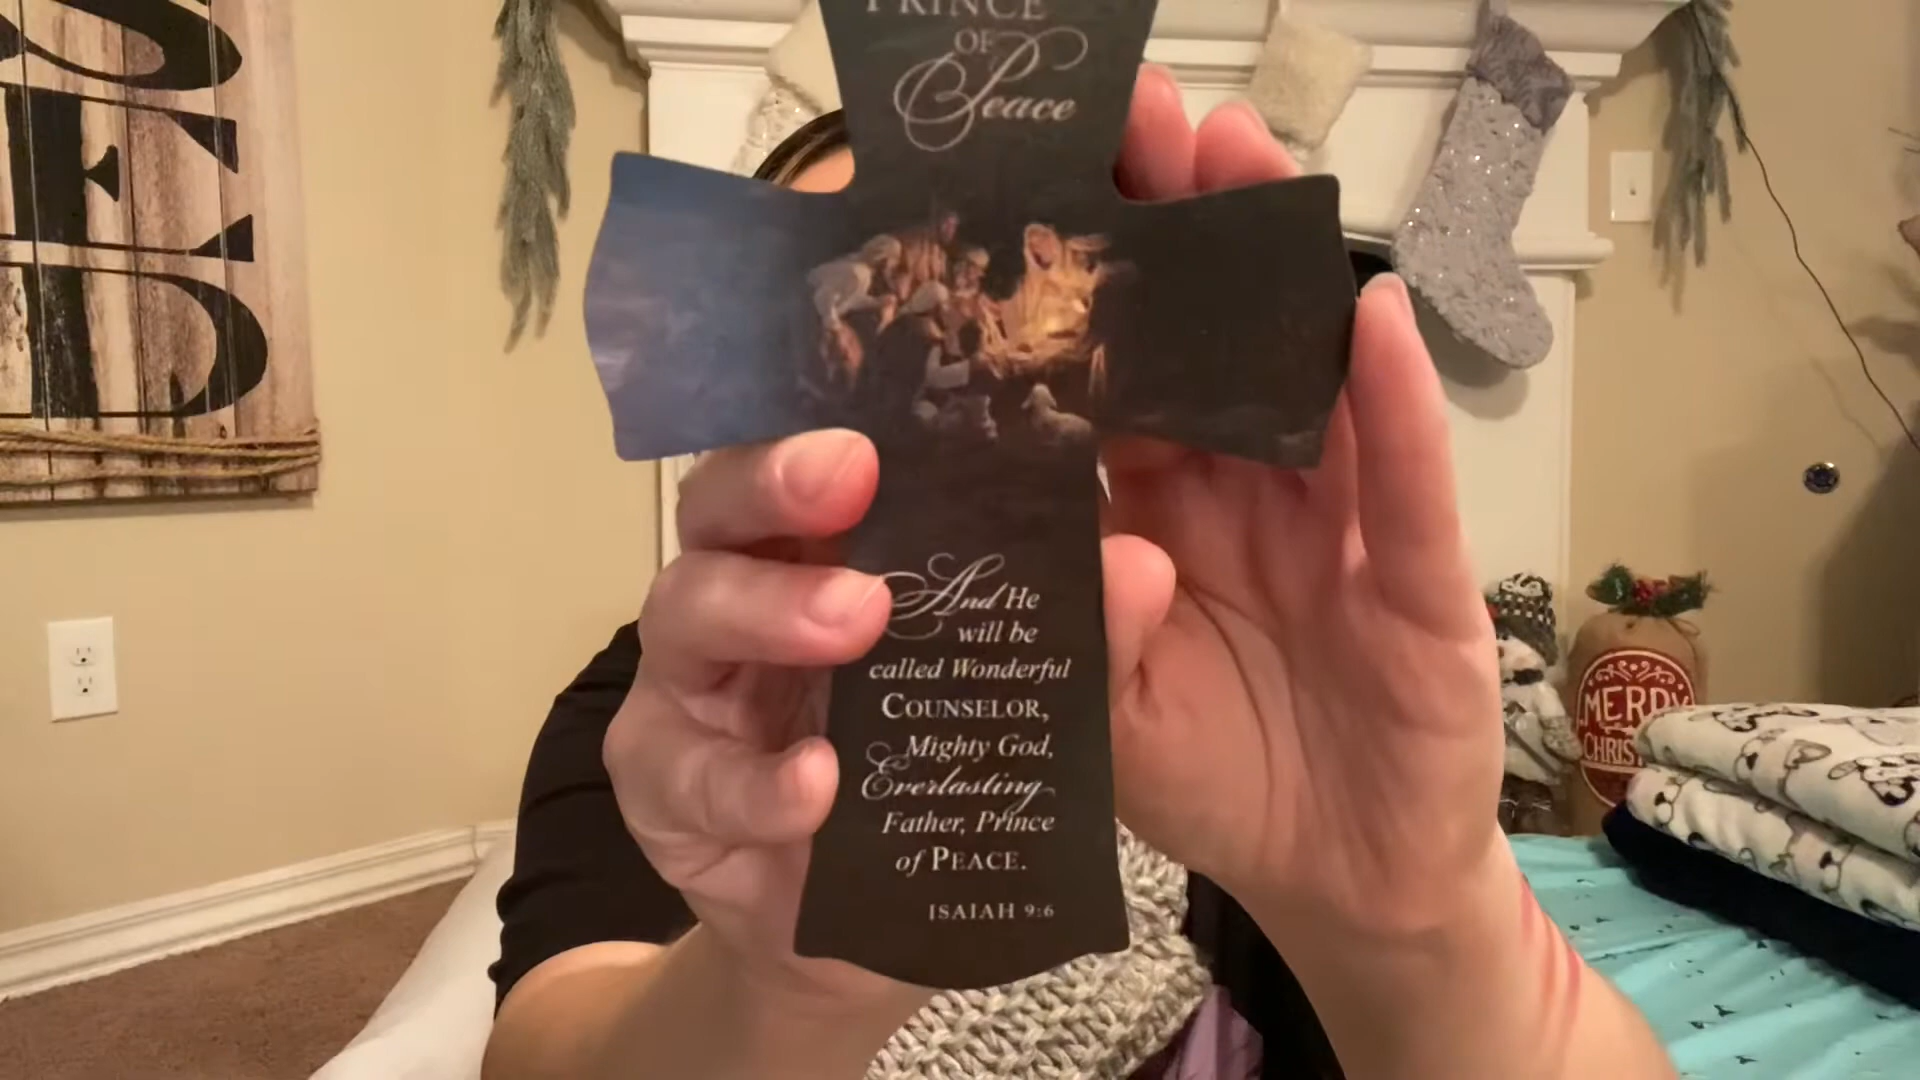 PRINCE
OF
Peace
And He
will be
called Wonderful
COUNSELOR,
Mighty God,
Everlasting
Father, Prince
of PEACE.
ISAIAH 9:6
MERRY
CHRIST